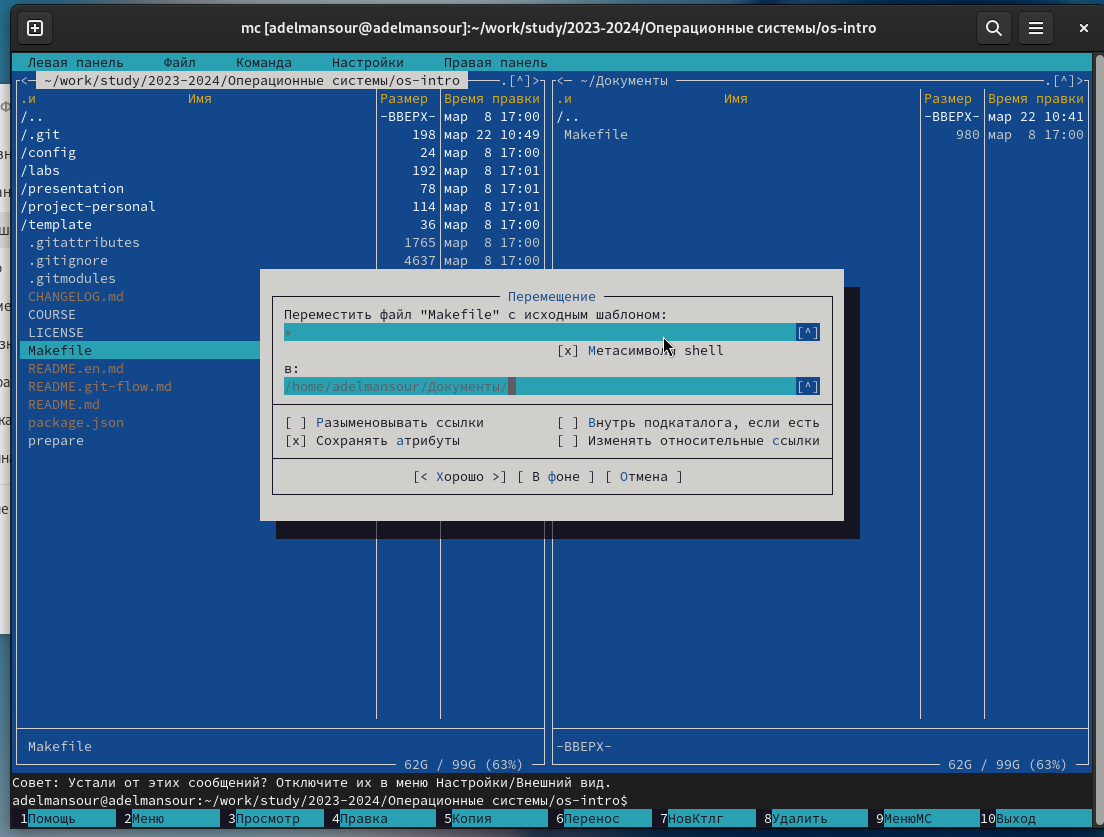 mc [adelmansour@adelmansour]:~/work/study/2023-2024/Операционные системы/os-intro
Левая панель Файл Команда Настройки Правая панель
<─ ~/work/study/2023-2024/Операционные системы/os-intro ─.[^]>
.и Имя Размер Время правки
/.. -ВВЕРХ- мар 8 17:00
/.git 198 мар 22 10:49
/config 24 мар 8 17:00
/labs 192 мар 8 17:01
/presentation 78 мар 8 17:01
/project-personal 114 мар 8 17:01
/template 36 мар 8 17:00
.gitattributes 1765 мар 8 17:00
.gitignore 4637 мар 8 17:00
.gitmodules
CHANGELOG.md
COURSE
LICENSE
Makefile
README.en.md
README.git-flow.md
README.md
package.json
prepare
Makefile
62G / 99G (63%)
<─ ~/Документы ─.[^]>
.и Имя Размер Время правки
/.. -ВВЕРХ- мар 22 10:41
Makefile 980 мар 8 17:00
-ВВЕРХ-
62G / 99G (63%)
Перемещение
Переместить файл "Makefile" с исходным шаблоном:
* [^]
[x] Метасимволы shell
в:
/home/adelmansour/Документы/ [^]
[ ] Разыменовывать ссылки [ ] Внутрь подкаталога, если есть
[x] Сохранять атрибуты [ ] Изменять относительные ссылки
[< Хорошо >] [ В фоне ] [ Отмена ]
Совет: Устали от этих сообщений? Отключите их в меню Настройки/Внешний вид.
adelmansour@adelmansour:~/work/study/2023-2024/Операционные системы/os-intro$
1Помощь 2Меню 3Просмотр 4Правка 5Копия 6Перенос 7НовКтлг 8Удалить 9МенюМС 10Выход